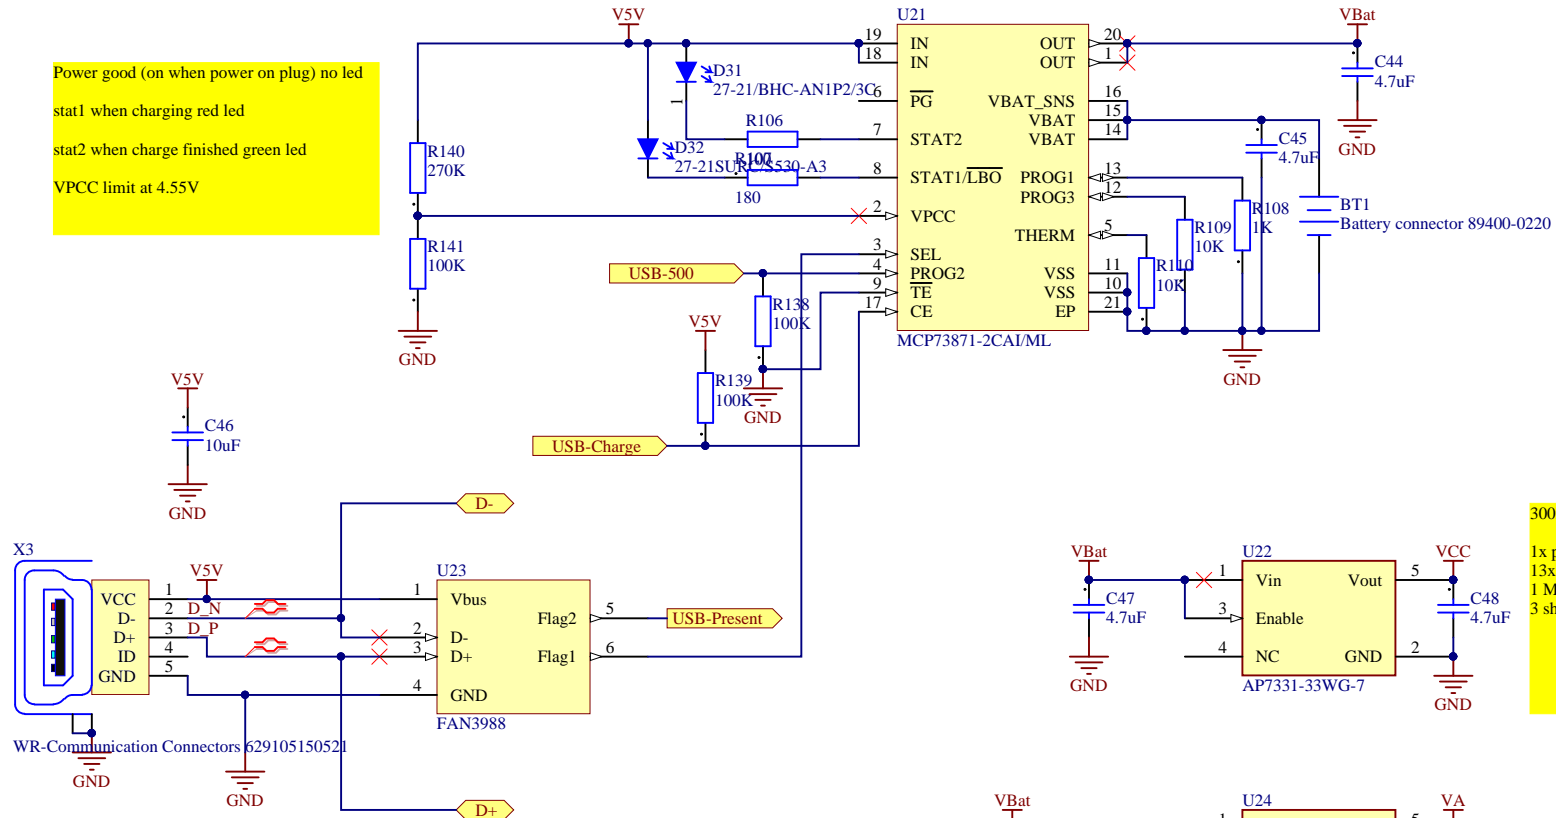 Power good (on when power on plug) no led
stat1 when charging red led
stat2 when charge finished green led
VPCC limit at 4.55V
V5V
R140
270K
R141
100K
GND
D31
27-21/BHC-AN1P2/3C
1
D32
27-21SURC/S530-A3
R106
180
U21
19 IN
18 IN
6 PG
7 STAT2
8 STAT1/LBO
2 VPCC
3 SEL
4 PROG2
9 TE
17 CE
OUT 20
OUT 1
VBAT_SNS 16
VBAT 15
VBAT 14
PROG1 13
PROG3 12
THERM 5
VSS 11
VSS 10
EP 21
MCP73871-2CAI/ML
VBat
C44
4.7uF
GND
C45
4.7uF
BT1
Battery connector 89400-0220
R108
1K
R109
10K
R110
10K
GND
USB-500
R138
100K
GND
V5V
R139
100K
USB-Charge
V5V
C46
10uF
GND
D-
X3
VCC 1
D- 2 D_N
D+ 3 D_P
ID 4
GND 5
V5V
WR-Communication Connectors 629105150521
GND
GND
U23
1 Vbus
2 D-
3 D+
4 GND
Flag2 5
Flag1 6
FAN3988
USB-Present
D+
VBat
C47
4.7uF
GND
U22
1 Vin
3 Enable
4 NC
Vout 5
GND 2
AP7331-33WG-7
VCC
C48
4.7uF
GND
300
1x p
13x
1 M
3 sh
VBat
U24
1
5
VA